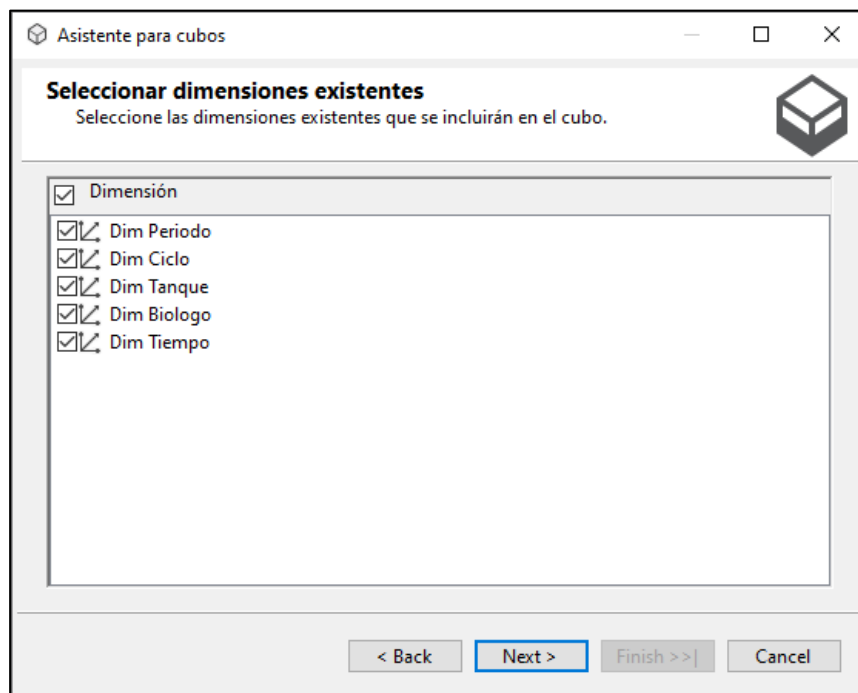 Asistente para cubos
Seleccionar dimensiones existentes
Seleccione las dimensiones existentes que se incluirán en el cubo.
Dimensión
Dim Periodo
Dim Ciclo
Dim Tanque
Dim Biologo
Dim Tiempo
< Back Next > Finish >>| Cancel